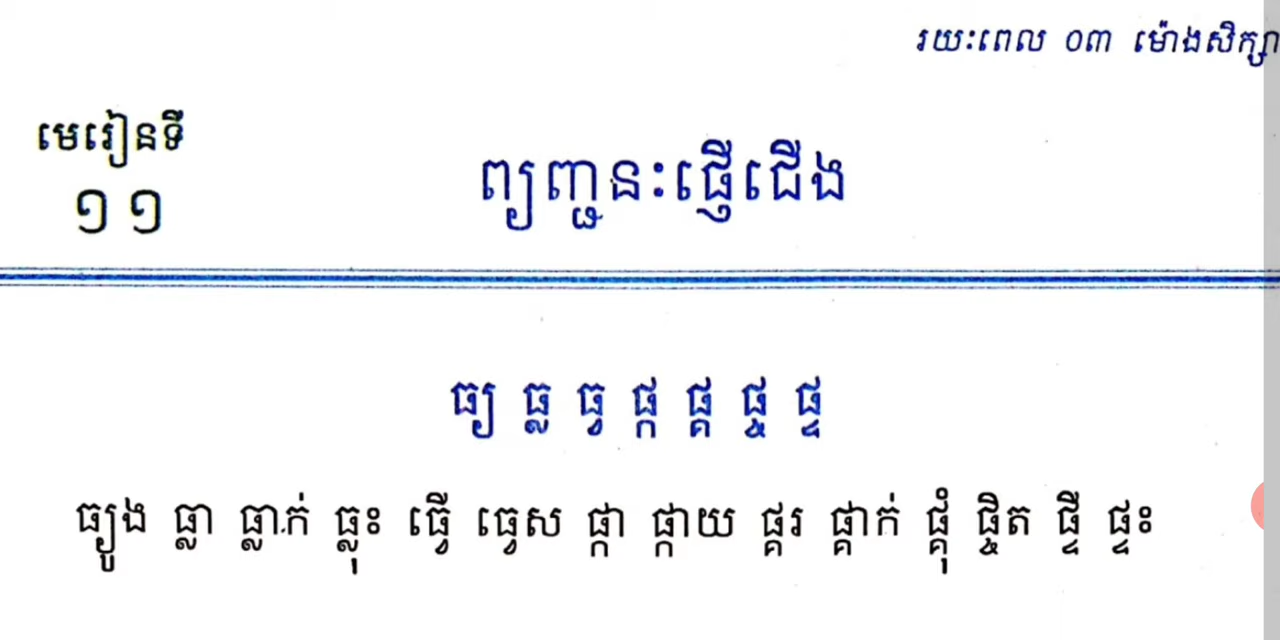 រយៈពេល ០៣ ម៉ោងសិក្សា
មេរៀនទី
១១
ព្យញ្ជនះផ្ញើជើង
ធ្យ ធ្ល ធ្វ ផ្ក ផ្គ ផ្ច ផ្ទ
ធ្យូង ធ្លា ធ្លាក់ ធ្លុះ ធ្វើ ធ្វេស ផ្កា ផ្កាយ ផ្គរ ផ្គាក់ ផ្គុំ ផ្ចិត ផ្ទី ផ្ទះ